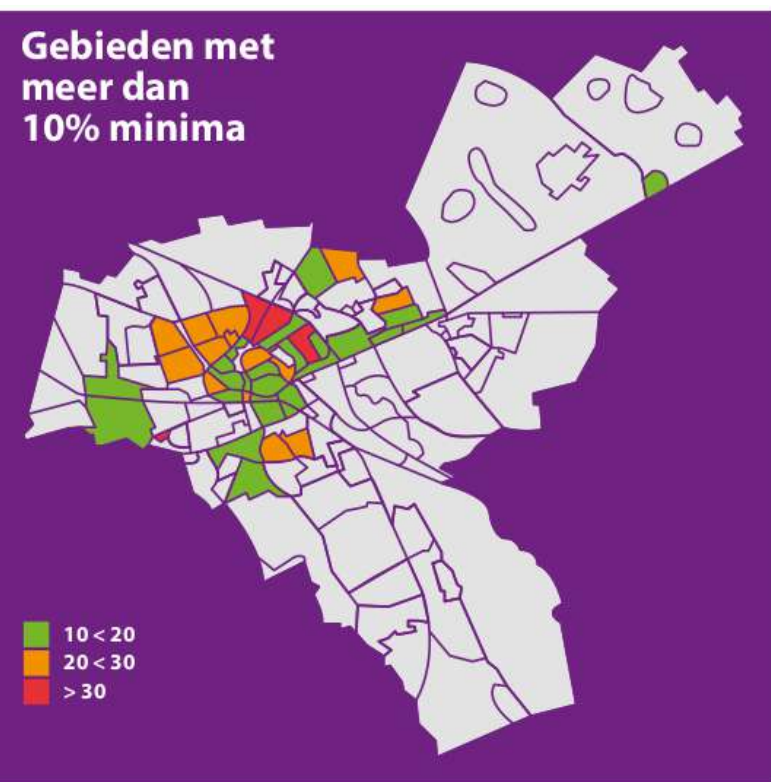 Gebieden met
meer dan
10% minima
10 < 20
20 < 30
> 30